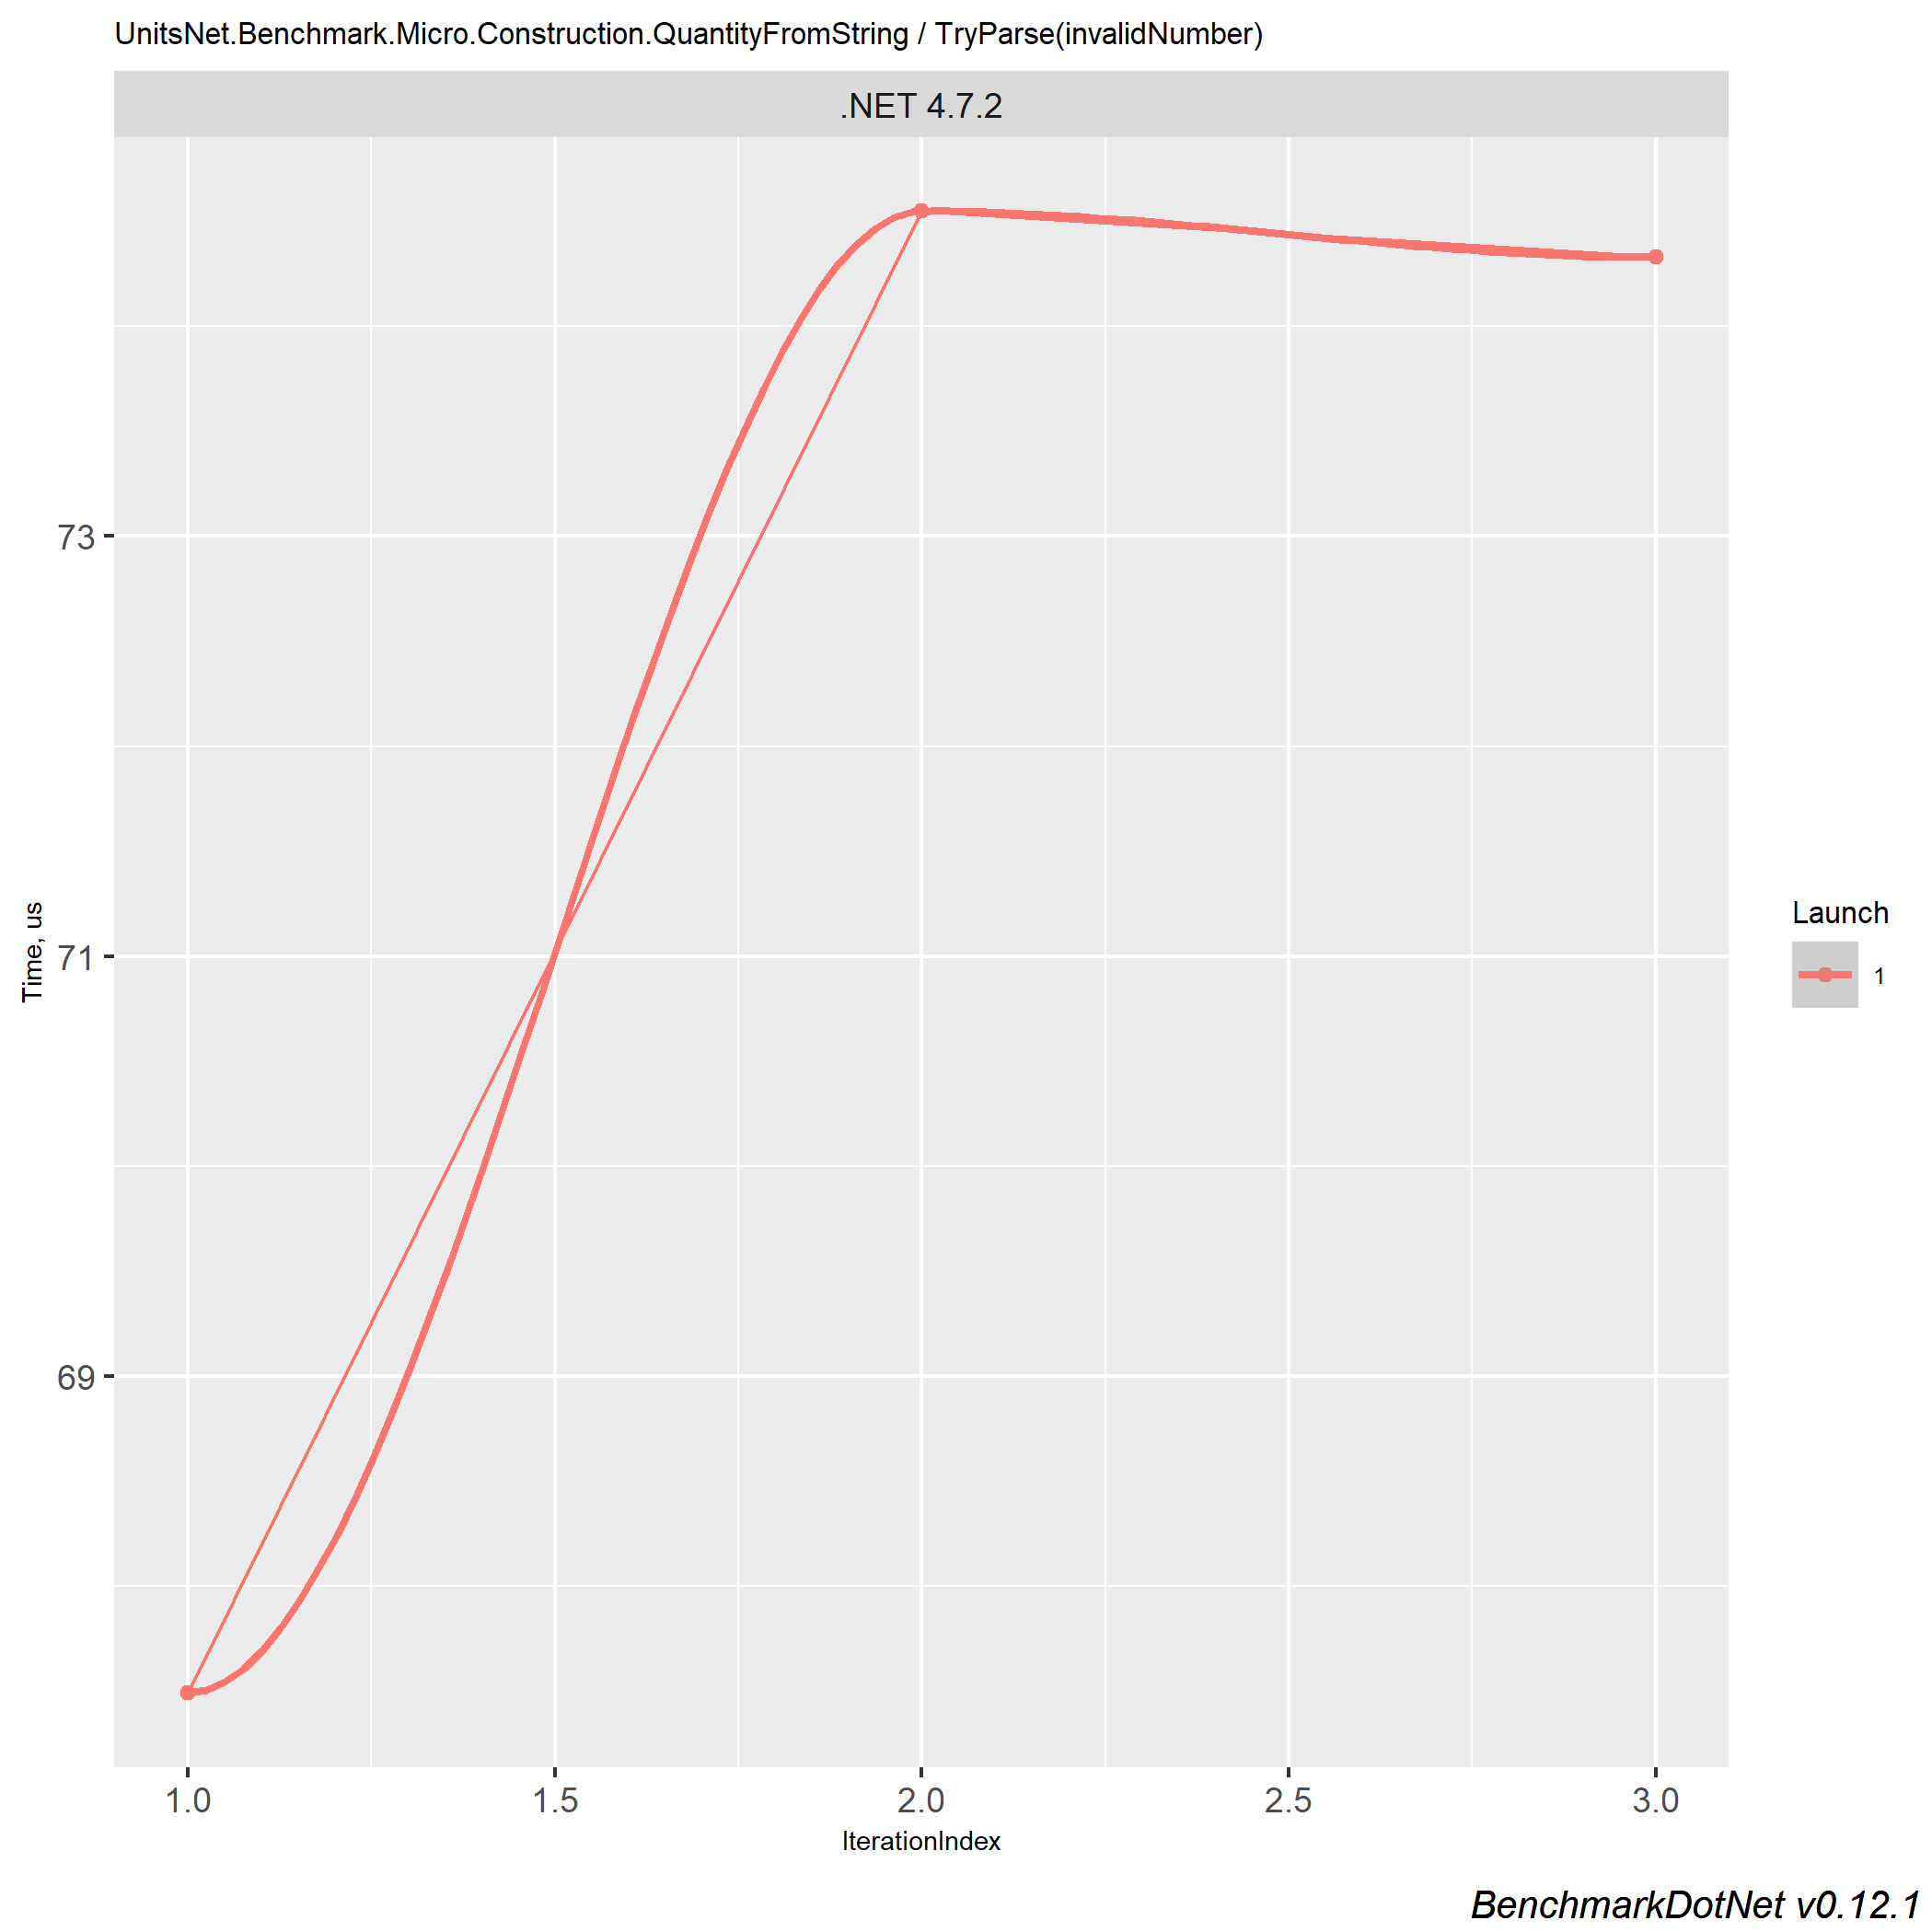 UnitsNet.Benchmark.Micro.Construction.QuantityFromString / TryParse(invalidNumber)
.NET 4.7.2
73
71
69
Time, us
1.0 1.5 2.0 2.5 3.0
IterationIndex
Launch
1
BenchmarkDotNet v0.12.1